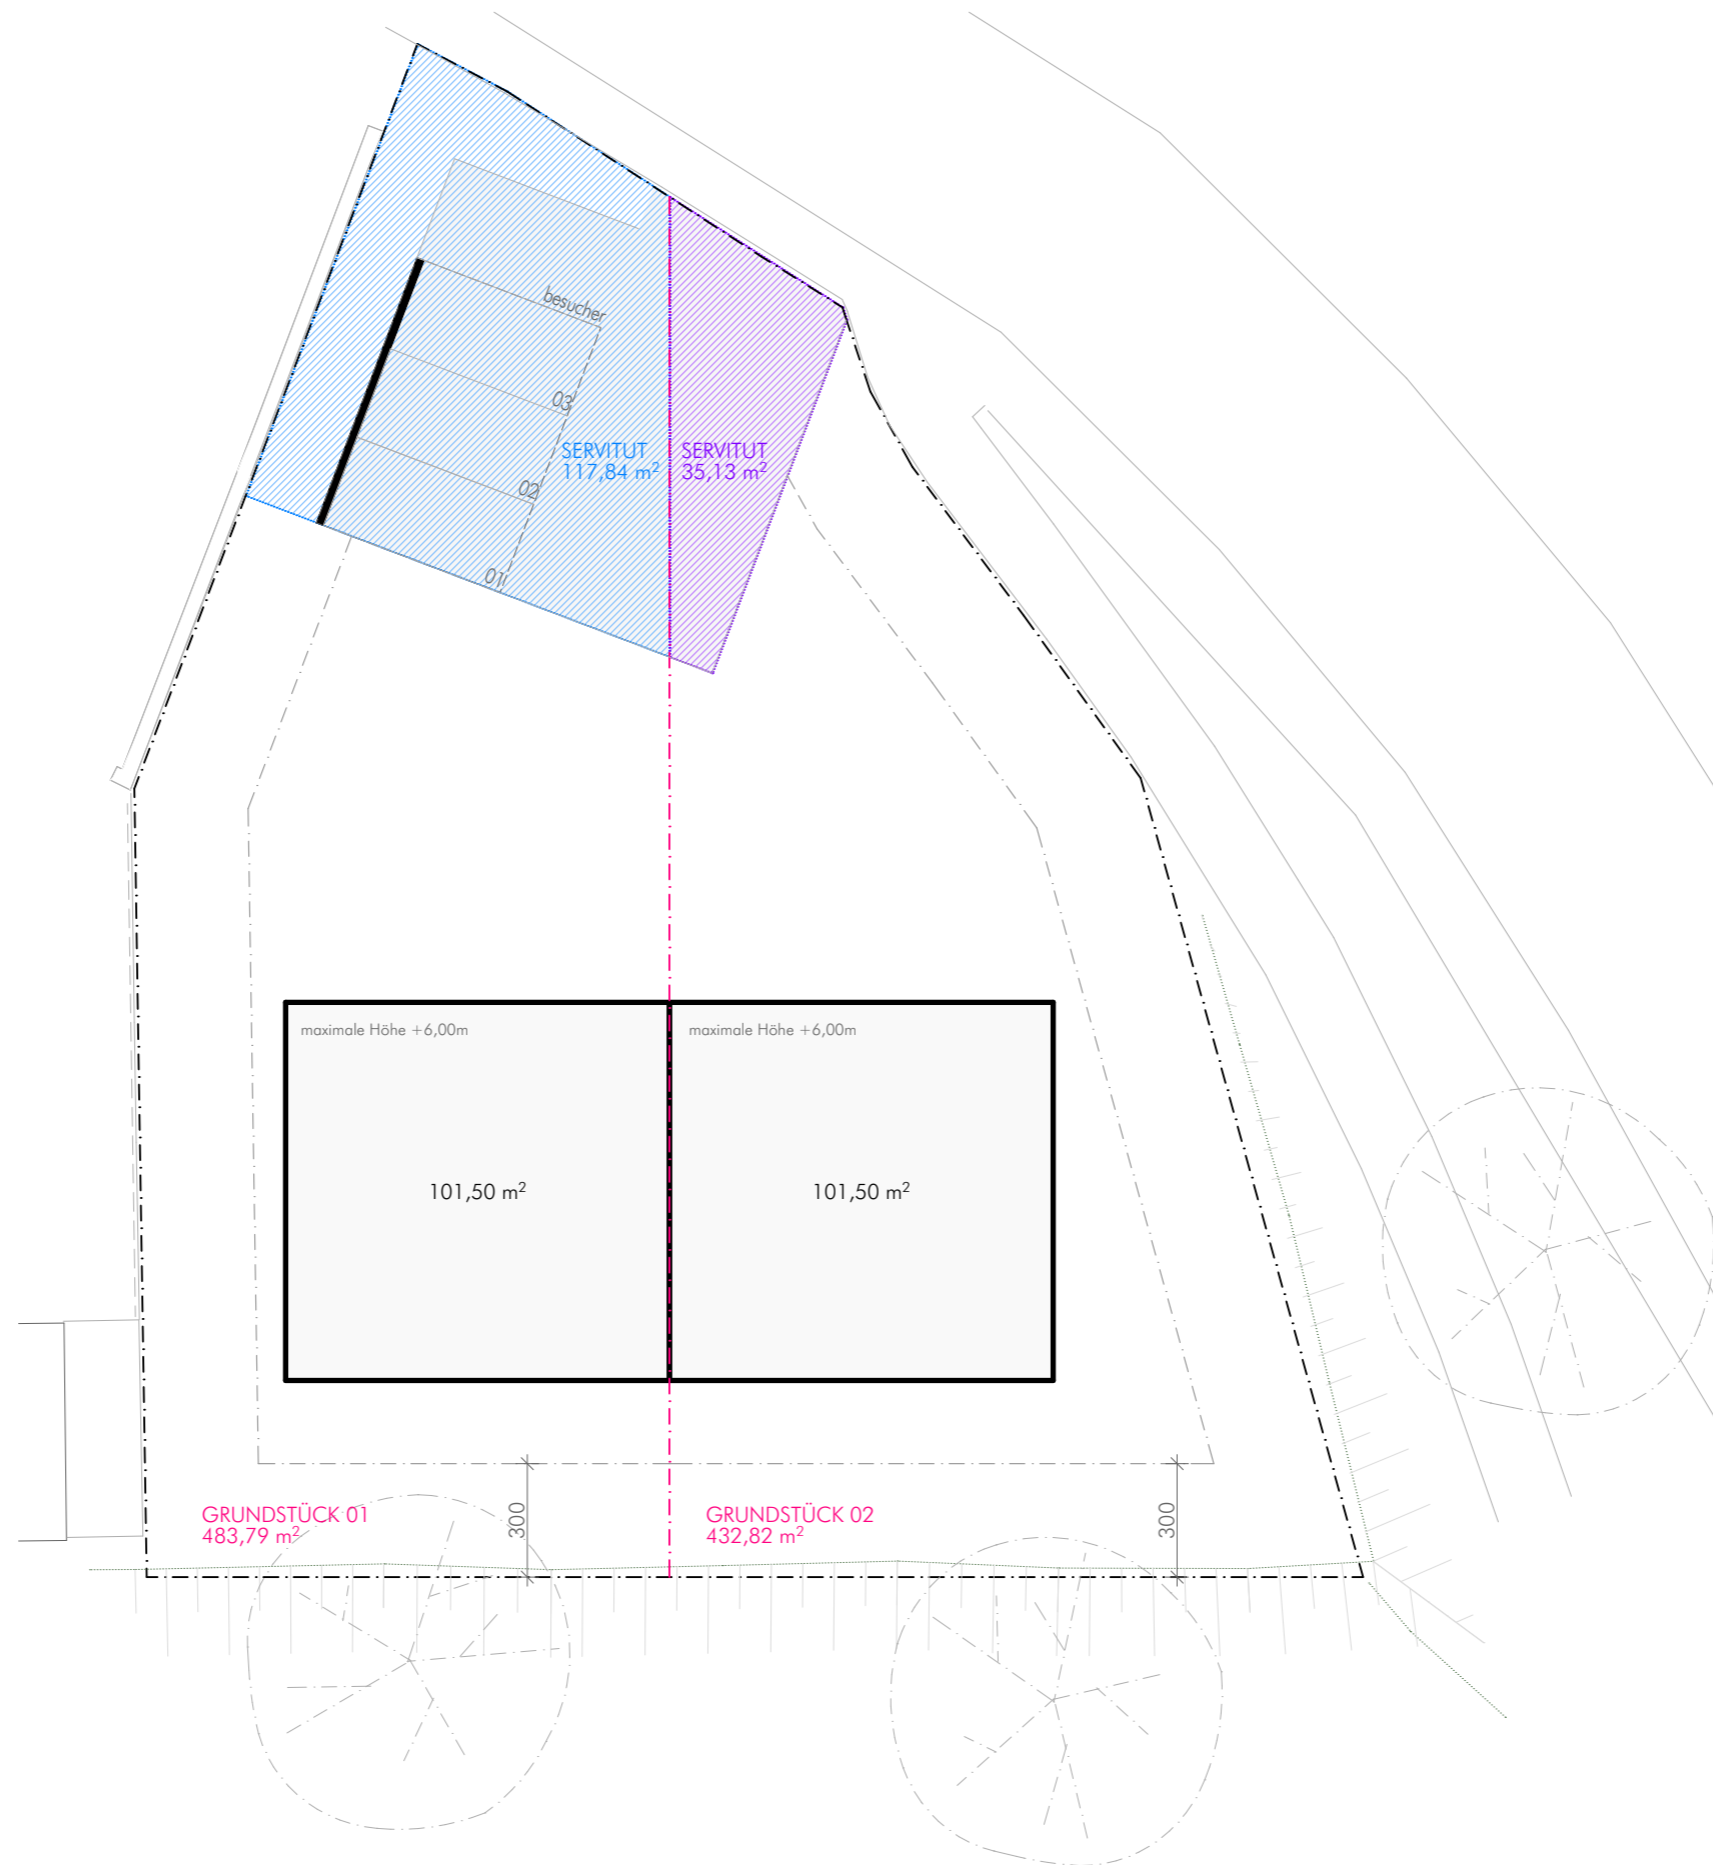 besucher
03
02
01
SERVITUT
117,84 m²
SERVITUT
35,13 m²
maximale Höhe +6,00m
maximale Höhe +6,00m
101,50 m²
101,50 m²
GRUNDSTÜCK 01
483,79 m²
300
GRUNDSTÜCK 02
432,82 m²
300